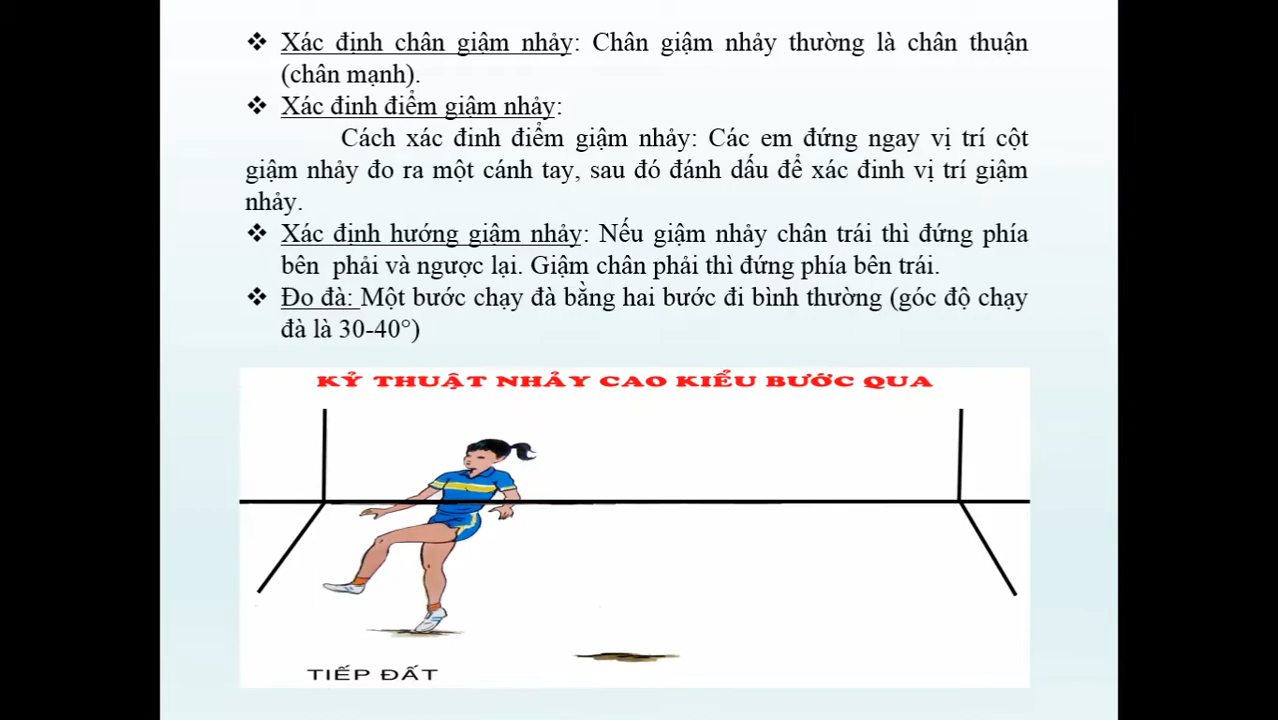 ❖ Xác định chân giậm nhảy: Chân giậm nhảy thường là chân thuận
(chân mạnh).
❖ Xác đinh điểm giậm nhảy:
Cách xác đinh điểm giậm nhảy: Các em đứng ngay vị trí cột
giậm nhảy đo ra một cánh tay, sau đó đánh dấu để xác đinh vị trí giậm
nhảy.
❖ Xác định hướng giậm nhảy: Nếu giậm nhảy chân trái thì đứng phía
bên phải và ngược lại. Giậm chân phải thì đứng phía bên trái.
❖ Đo đà: Một bước chạy đà bằng hai bước đi bình thường (góc độ chạy
đà là 30-40°)
KỶ THUẬT NHẢY CAO KIỂU BƯỚC QUA
TIẾP ĐẤT